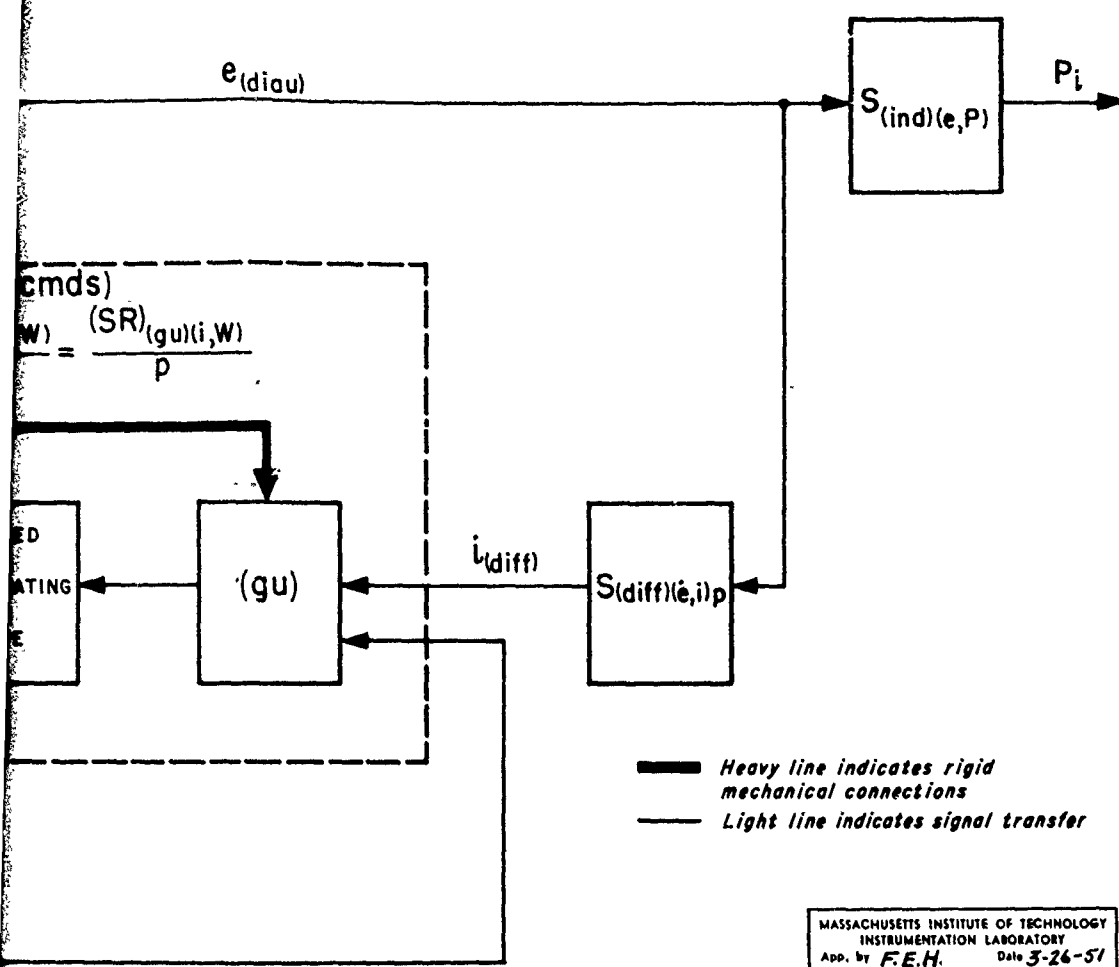 e(diau)
S(ind)(e,P)
Pi
cmds)
W) = (SR)(gu)(i,W)
p
ED
ATING
E
(gu)
i(diff)
S(diff)(ė,i)p
Heavy line indicates rigid
mechanical connections
Light line indicates signal transfer
MASSACHUSETTS INSTITUTE OF TECHNOLOGY
INSTRUMENTATION LABORATORY
App. by F.E.H. Date 3-26-51